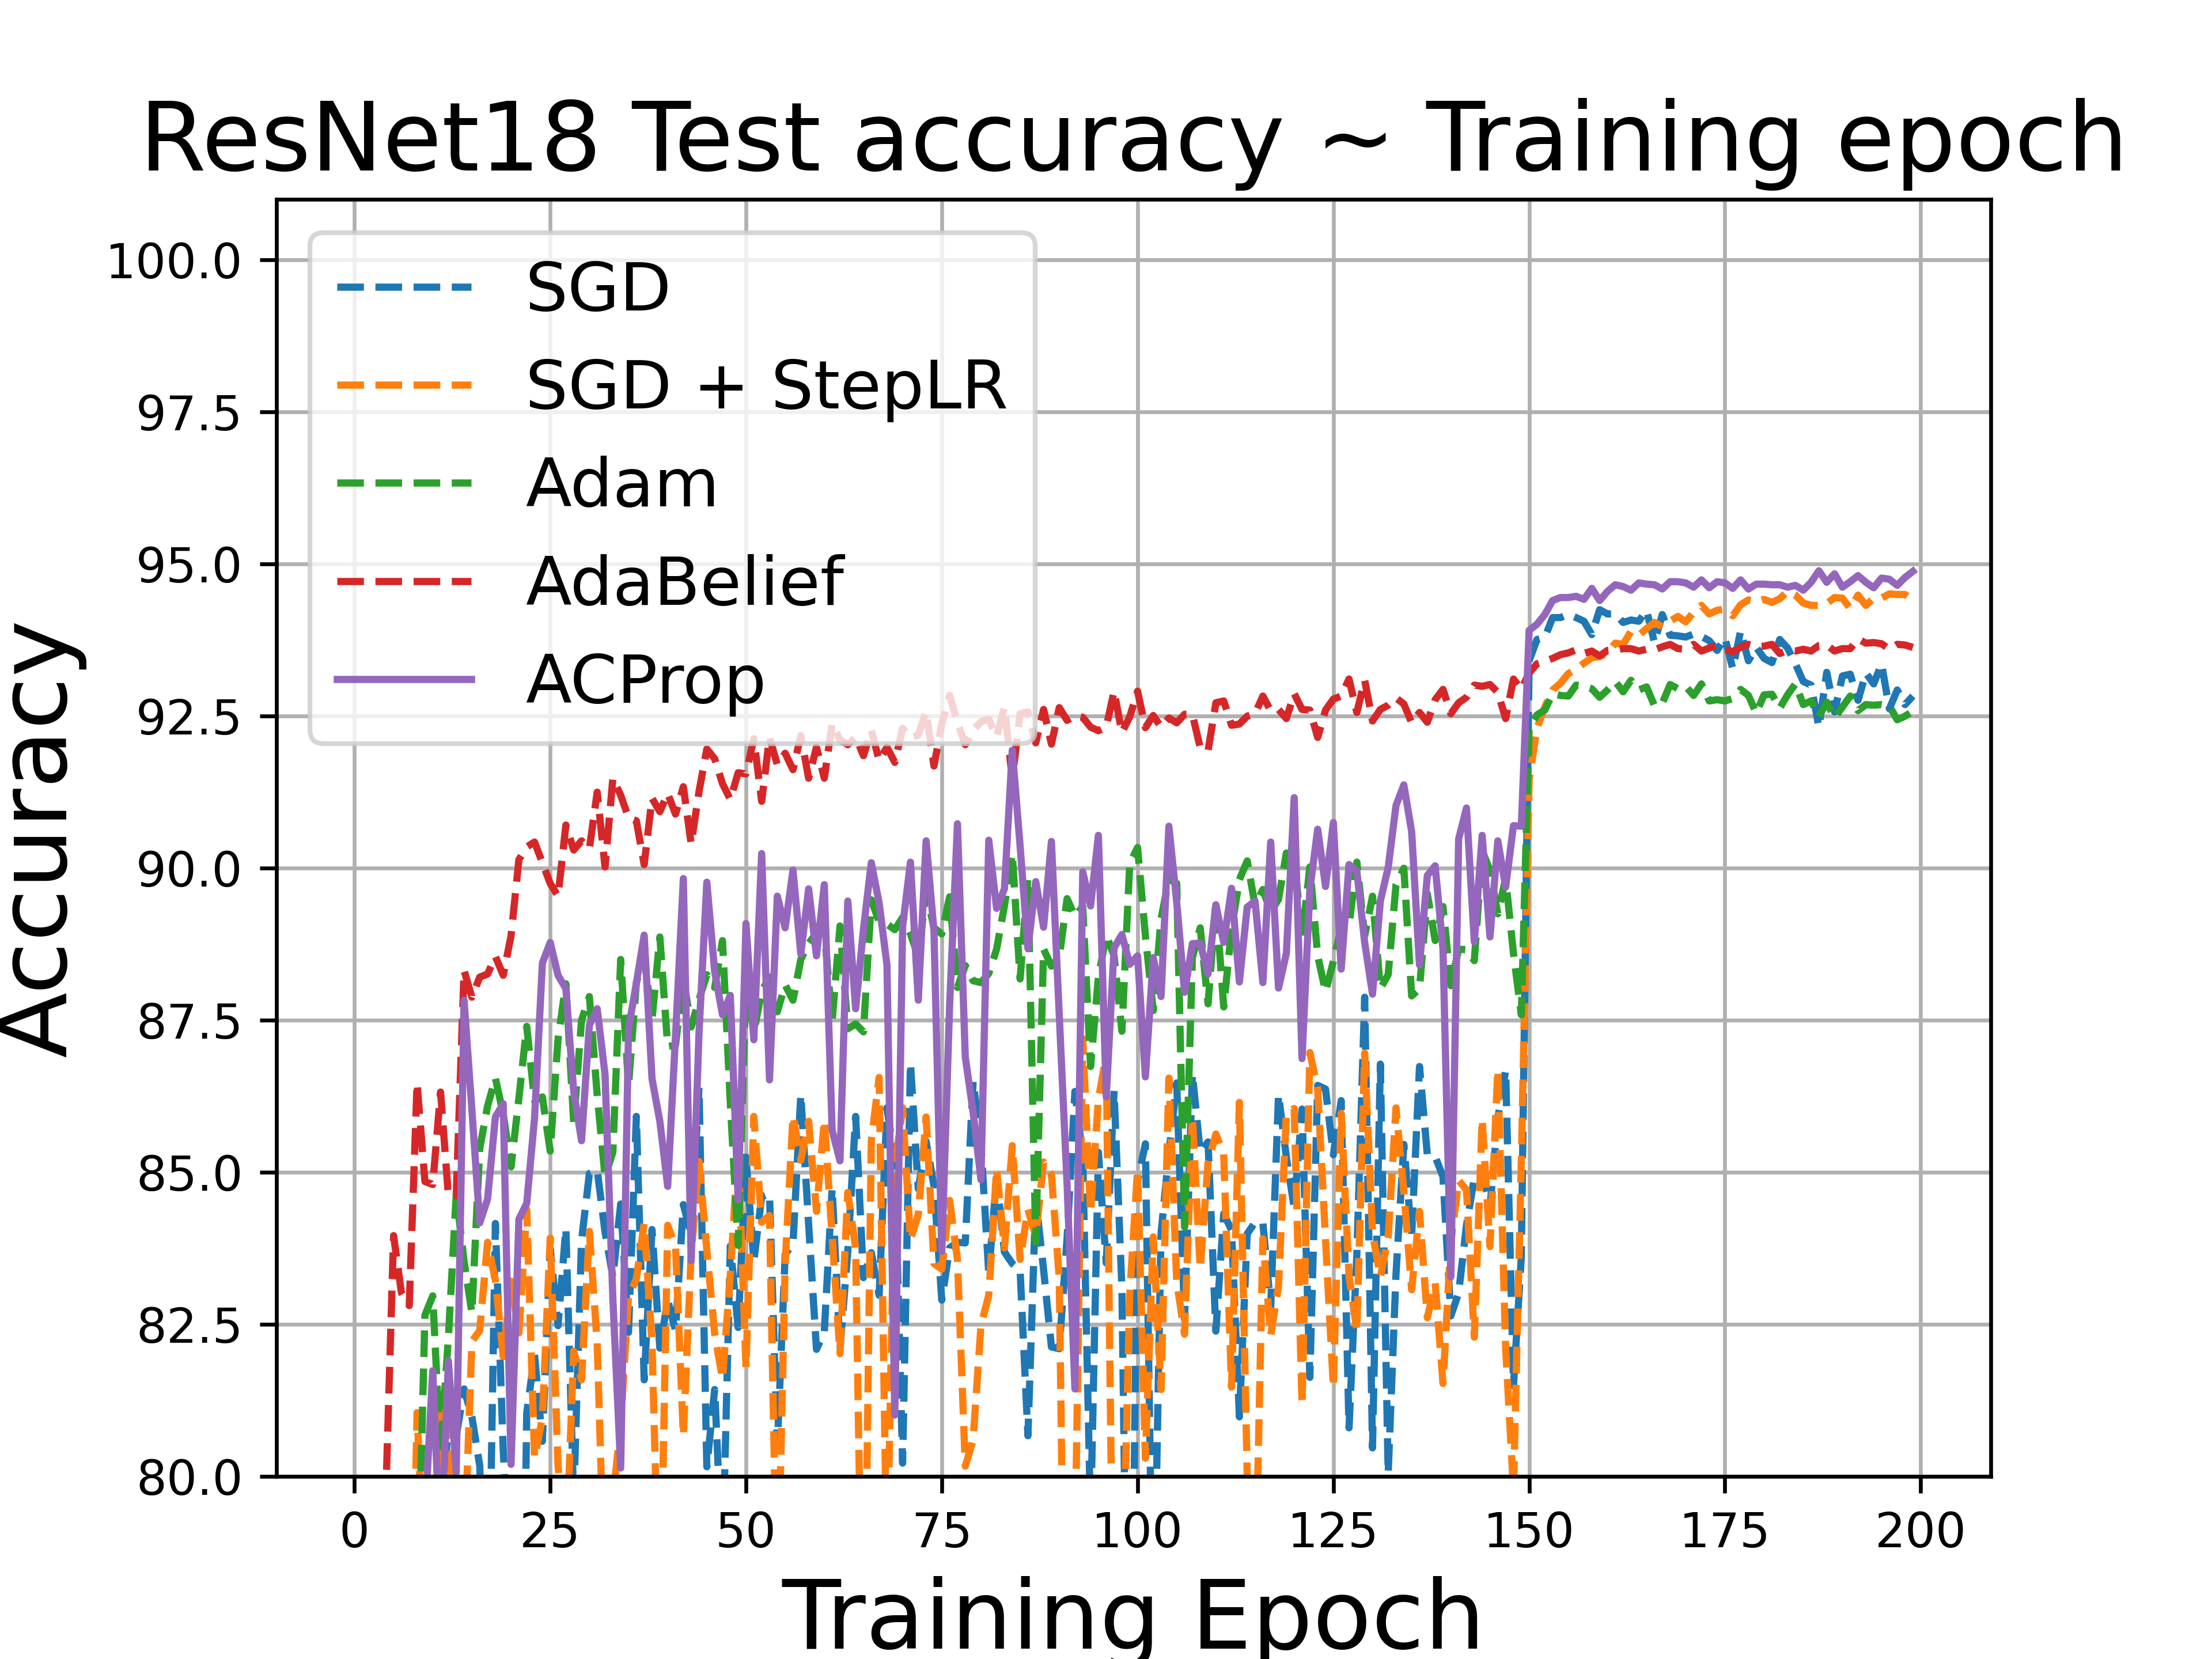 ResNet18 Test accuracy ~ Training epoch
100.0
97.5
95.0
92.5
90.0
87.5
85.0
82.5
80.0
Accuracy
SGD
SGD + StepLR
Adam
AdaBelief
ACProp
0 25 50 75 100 125 150 175 200
Training Epoch